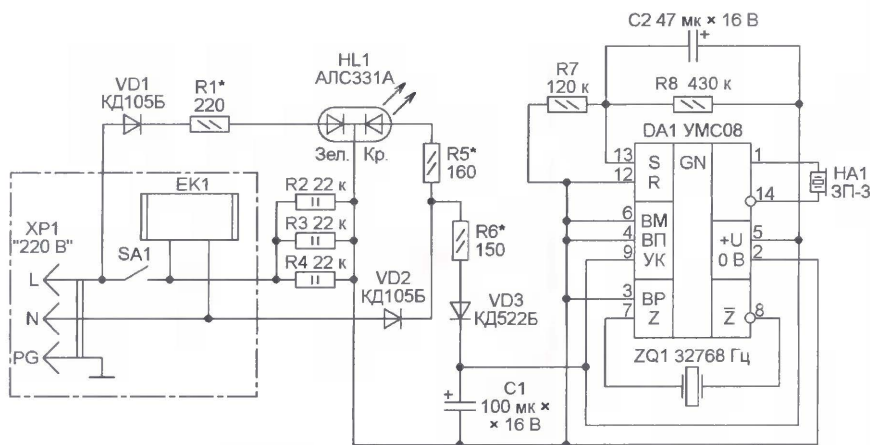 C2 47 мк × 16 В
+
HL1
АЛС331А
VD1
КД105Б
R1*
220
R7
120 к
R8 430 к
DA1 УМС08
Зел. Кр.
R5*
160
13 S GN 1
12 R
14
HA1
ЗП-3
EK1
R2 22 к
R3 22 к
R4 22 к
R6*
150
6 ВМ
4 ВП +U 5
9 УК 0 В 2
XP1
"220 В"
SA1
L
VD2
КД105Б
VD3
КД522Б
3 ВР
7 Z Z̅ 8
N
PG
ZQ1 32768 Гц
+
C1
100 мк ×
× 16 В